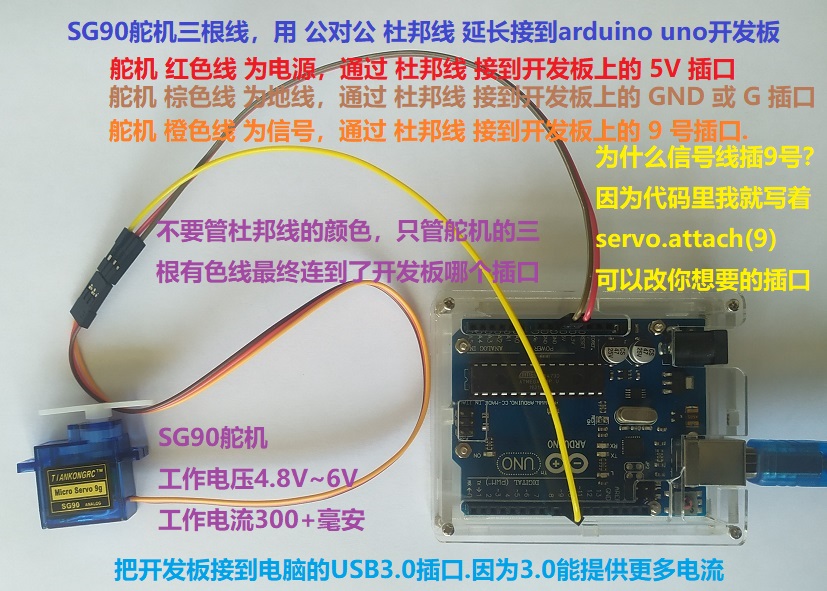 SG90舵机三根线，用 公对公 杜邦线 延长接到arduino uno开发板
舵机 红色线 为电源，通过 杜邦线 接到开发板上的 5V 插口
舵机 棕色线 为地线，通过 杜邦线 接到开发板上的 GND 或 G 插口
舵机 橙色线 为信号，通过 杜邦线 接到开发板上的 9 号插口.
为什么信号线插9号?
因为代码里我就写着
servo.attach(9)
可以改你想要的插口
不要管杜邦线的颜色，只管舵机的三
根有色线最终连到了开发板哪个插口
SG90舵机
工作电压4.8V~6V
工作电流300+毫安
TIANKONGRC™
Micro Servo 9g
SG90 ANALOG
ANALOG IN
POWER
UNO
ARDUINO
DIGITAL (PWM~)
把开发板接到电脑的USB3.0插口.因为3.0能提供更多电流